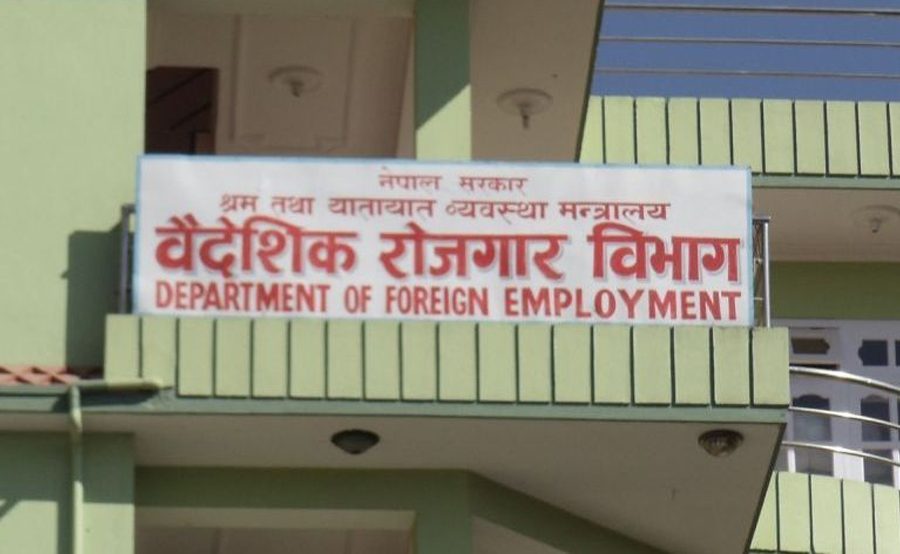 नेपाल सरकार
श्रम तथा यातायात व्यवस्था मन्त्रालय
वैदेशिक रोजगार विभाग
DEPARTMENT OF FOREIGN EMPLOYMENT